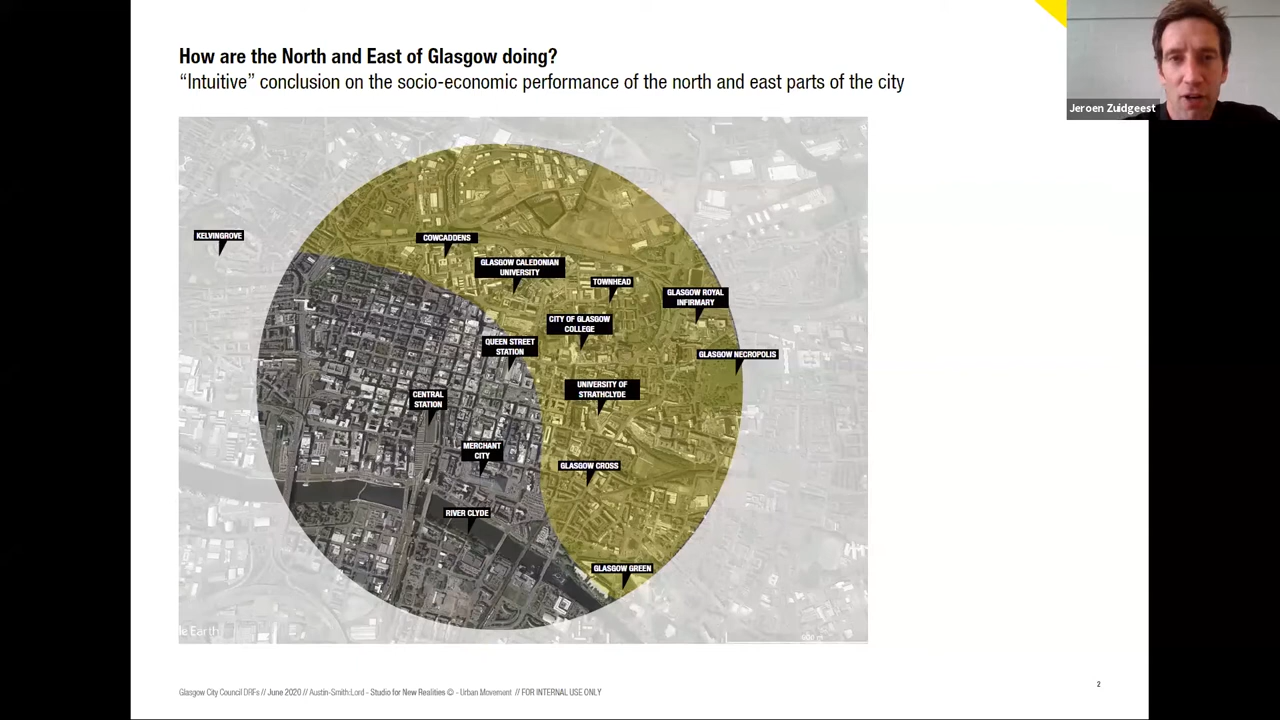 How are the North and East of Glasgow doing?
“Intuitive” conclusion on the socio-economic performance of the north and east parts of the city
Jeroen Zuidgeest
KELVINGROVE
COWCADDENS
GLASGOW CALEDONIAN
UNIVERSITY
TOWNHEAD
GLASGOW ROYAL
INFIRMARY
CITY OF GLASGOW
COLLEGE
QUEEN STREET
STATION
GLASGOW NECROPOLIS
UNIVERSITY OF
STRATHCLYDE
CENTRAL
STATION
MERCHANT
CITY
GLASGOW CROSS
RIVER CLYDE
GLASGOW GREEN
le Earth
Glasgow City Council DRFs // June 2020 // Austin-Smith:Lord - Studio for New Realities © - Urban Movement // FOR INTERNAL USE ONLY
2